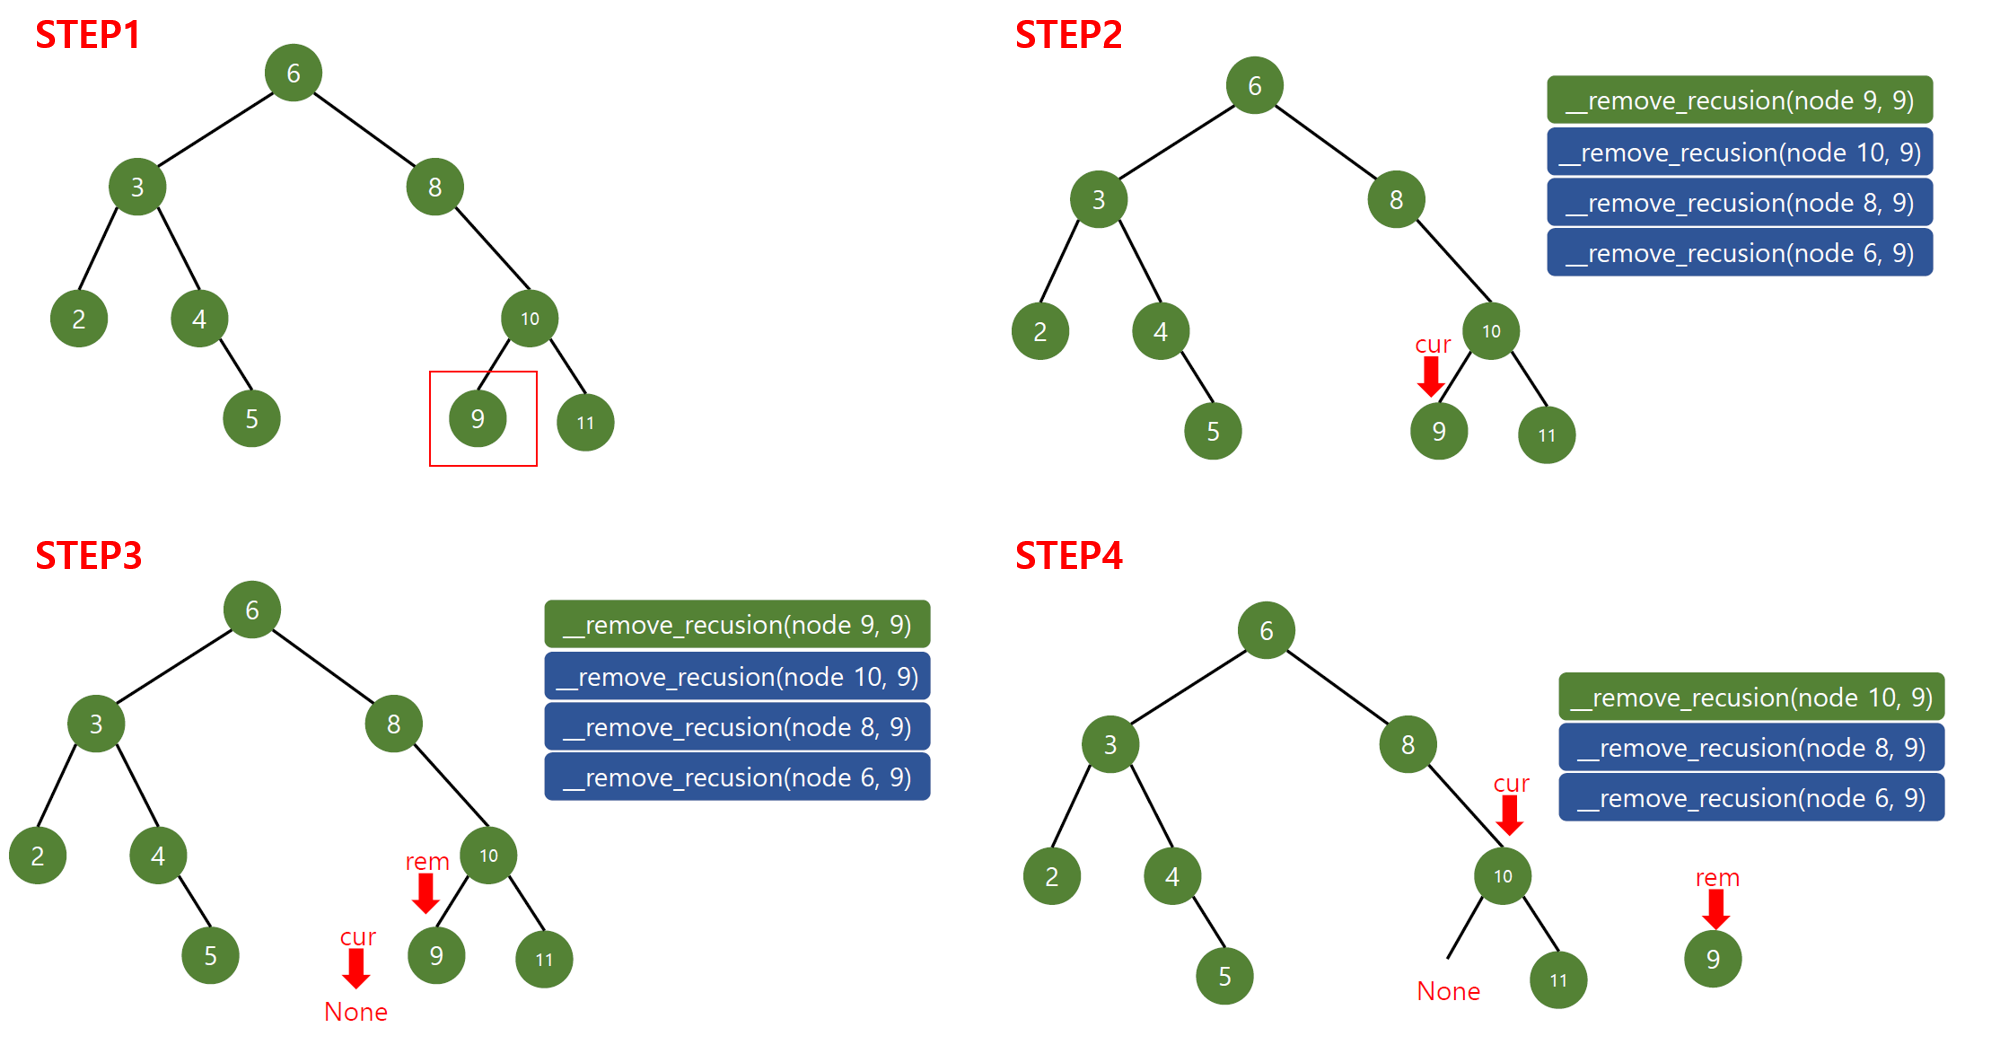 STEP1
6
3
8
2
4
10
5
9
11
STEP2
6
3
8
2
4
10
cur
5
9
11
__remove_recusion(node 9, 9)
__remove_recusion(node 10, 9)
__remove_recusion(node 8, 9)
__remove_recusion(node 6, 9)
STEP3
6
3
8
2
4
10
rem
5
9
11
cur
None
__remove_recusion(node 9, 9)
__remove_recusion(node 10, 9)
__remove_recusion(node 8, 9)
__remove_recusion(node 6, 9)
STEP4
6
3
8
cur
2
4
10
5
None
11
__remove_recusion(node 10, 9)
__remove_recusion(node 8, 9)
__remove_recusion(node 6, 9)
rem
9